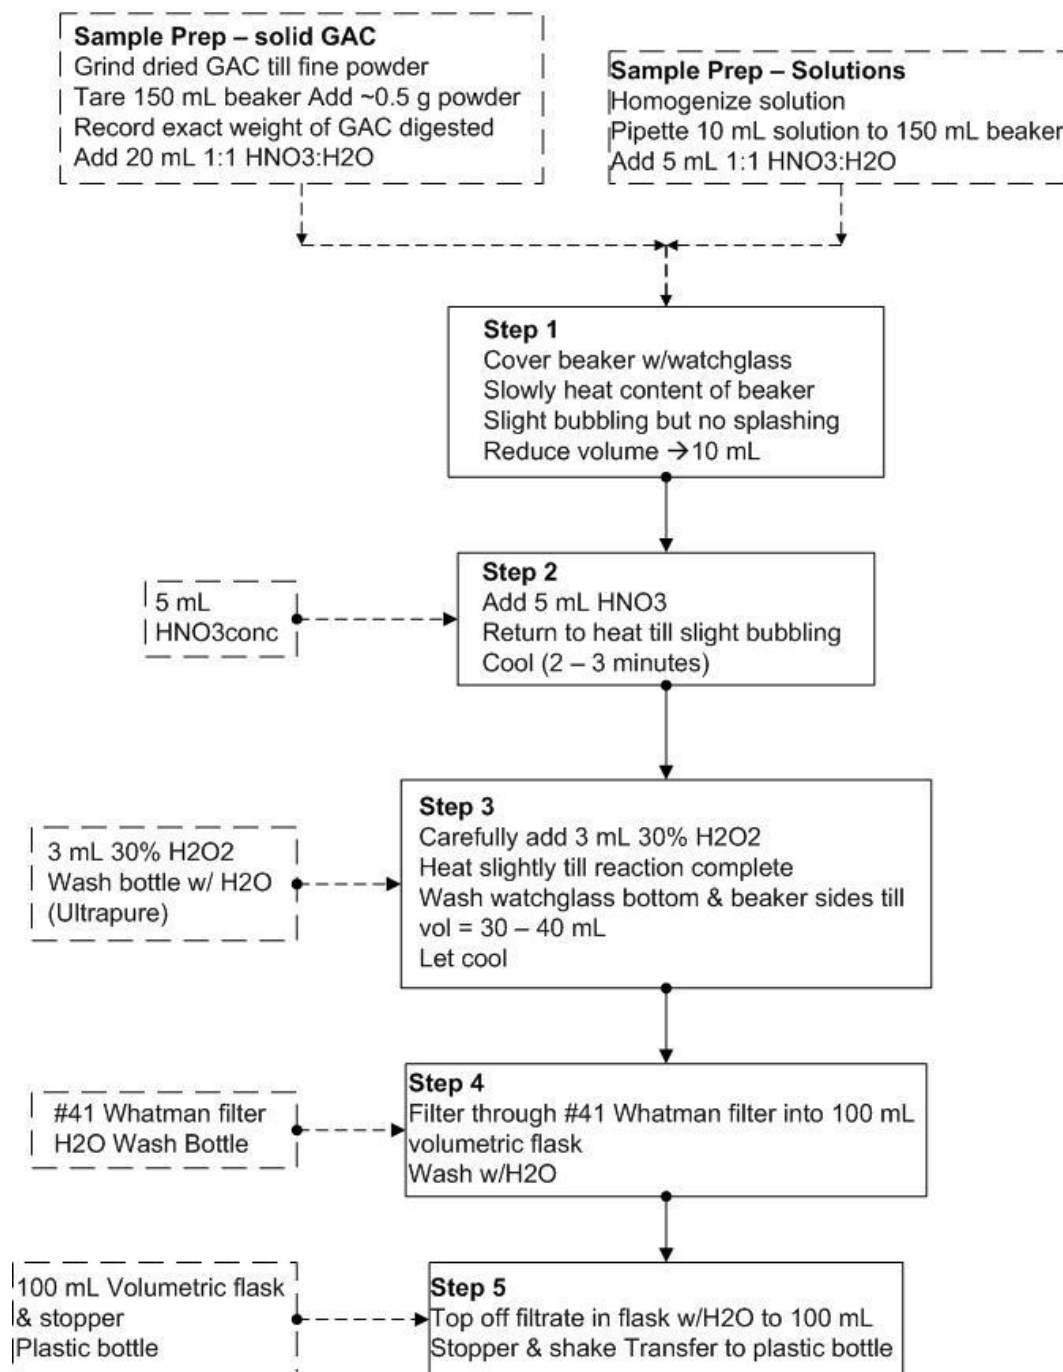 Sample Prep – solid GAC
Grind dried GAC till fine powder
Tare 150 mL beaker Add ~0.5 g powder
Record exact weight of GAC digested
Add 20 mL 1:1 HNO3:H2O
Sample Prep – Solutions
Homogenize solution
Pipette 10 mL solution to 150 mL beaker
Add 5 mL 1:1 HNO3:H2O
Step 1
Cover beaker w/watchglass
Slowly heat content of beaker
Slight bubbling but no splashing
Reduce volume →10 mL
5 mL
HNO3conc
Step 2
Add 5 mL HNO3
Return to heat till slight bubbling
Cool (2 – 3 minutes)
3 mL 30% H2O2
Wash bottle w/ H2O
(Ultrapure)
Step 3
Carefully add 3 mL 30% H2O2
Heat slightly till reaction complete
Wash watchglass bottom & beaker sides till
vol = 30 – 40 mL
Let cool
#41 Whatman filter
H2O Wash Bottle
Step 4
Filter through #41 Whatman filter into 100 mL
volumetric flask
Wash w/H2O
100 mL Volumetric flask
& stopper
Plastic bottle
Step 5
Top off filtrate in flask w/H2O to 100 mL
Stopper & shake Transfer to plastic bottle